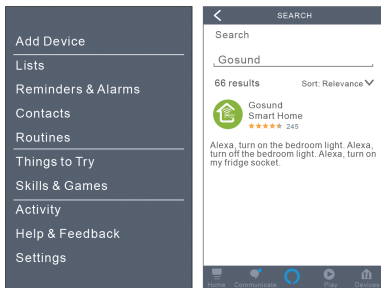 Add Device
Lists
Reminders & Alarms
Contacts
Routines
Things to Try
Skills & Games
Activity
Help & Feedback
Settings
SEARCH
Search
Gosund
66 results Sort: Relevance
Gosund
Smart Home
245
Alexa, turn on the bedroom light. Alexa,
turn off the bedroom light. Alexa, turn on
my fridge socket.
Home Communicate Play Devices